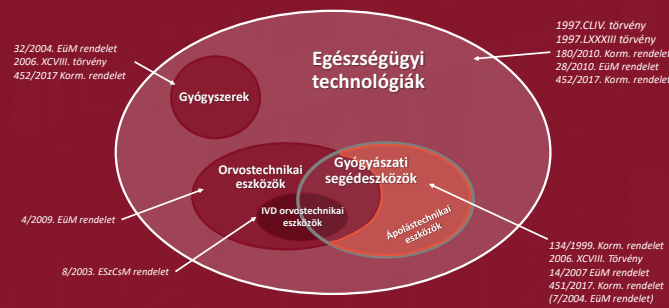 32/2004. EüM rendelet
2006. XCVIII. törvény
452/2017 Korm. rendelet
Egészségügyi
technológiák
1997.CLIV. törvény
1997.LXXXIII törvény
180/2010. Korm. rendelet
28/2010. EüM rendelet
452/2017. Korm. rendelet
Gyógyszerek
Orvostechnikai
eszközök
Gyógyászati
segédeszközök
IVD orvostechnikai
eszközök
Ápolástechnikai
eszközök
4/2009. EüM rendelet
8/2003. ESzCsM rendelet
134/1999. Korm. rendelet
2006. XCVIII. Törvény
14/2007 EüM rendelet
451/2017. Korm. rendelet
(7/2004. EüM rendelet)